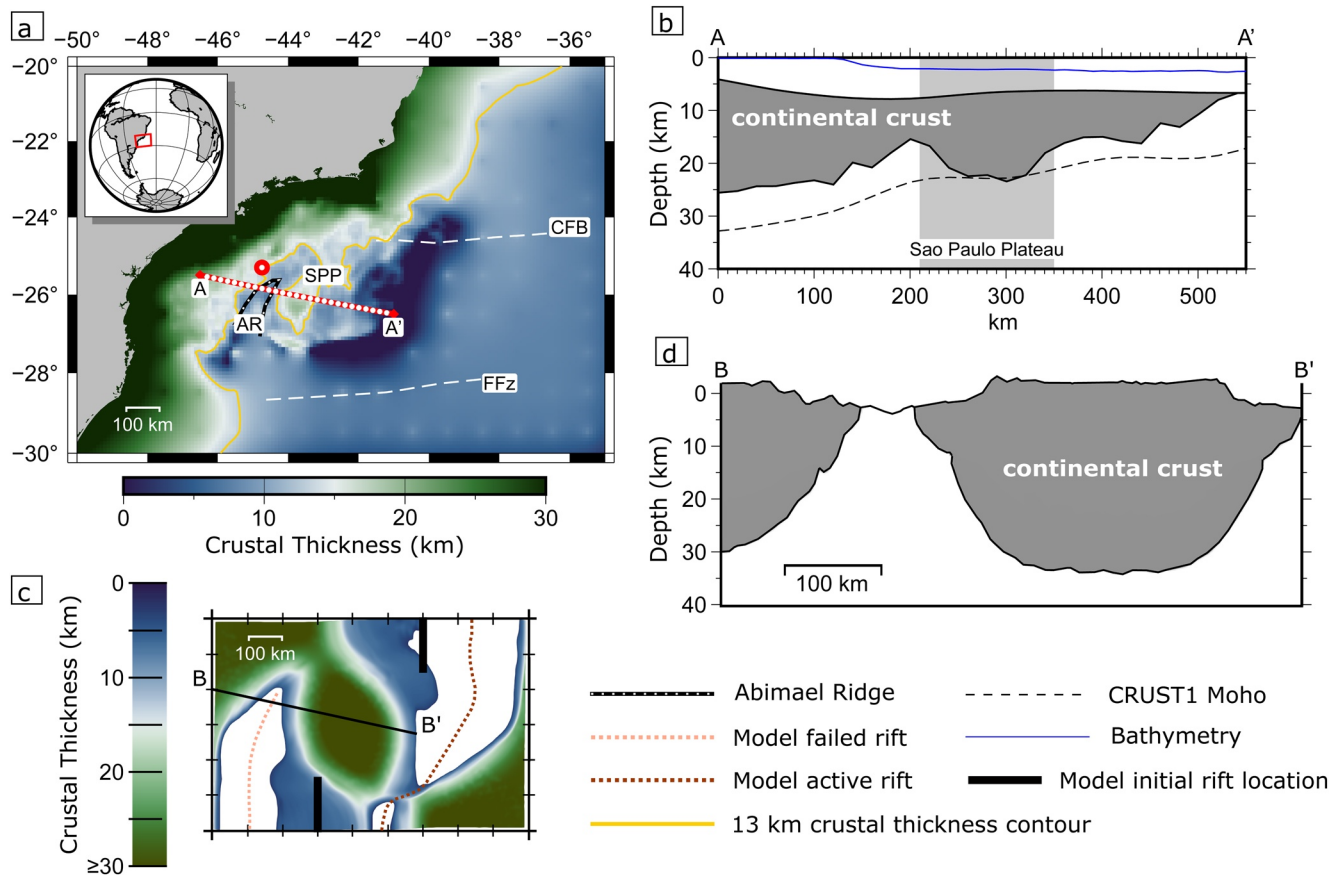 a
−50° −48° −46° −44° −42° −40° −38° −36°
−20°
−22°
−24°
−26°
−28°
−30°
CFB
SPP
A
AR
A'
FFz
100 km
0 10 20 30
Crustal Thickness (km)
b
A A'
0
10
20
30
40
Depth (km)
continental crust
Sao Paulo Plateau
0 100 200 300 400 500
km
c
0
10
20
≥30
Crustal Thickness (km)
100 km
B
B'
d
B B'
0
5
10
20
30
40
Depth (km)
continental crust
100 km
Abimael Ridge
Model failed rift
Model active rift
13 km crustal thickness contour
CRUST1 Moho
Bathymetry
Model initial rift location